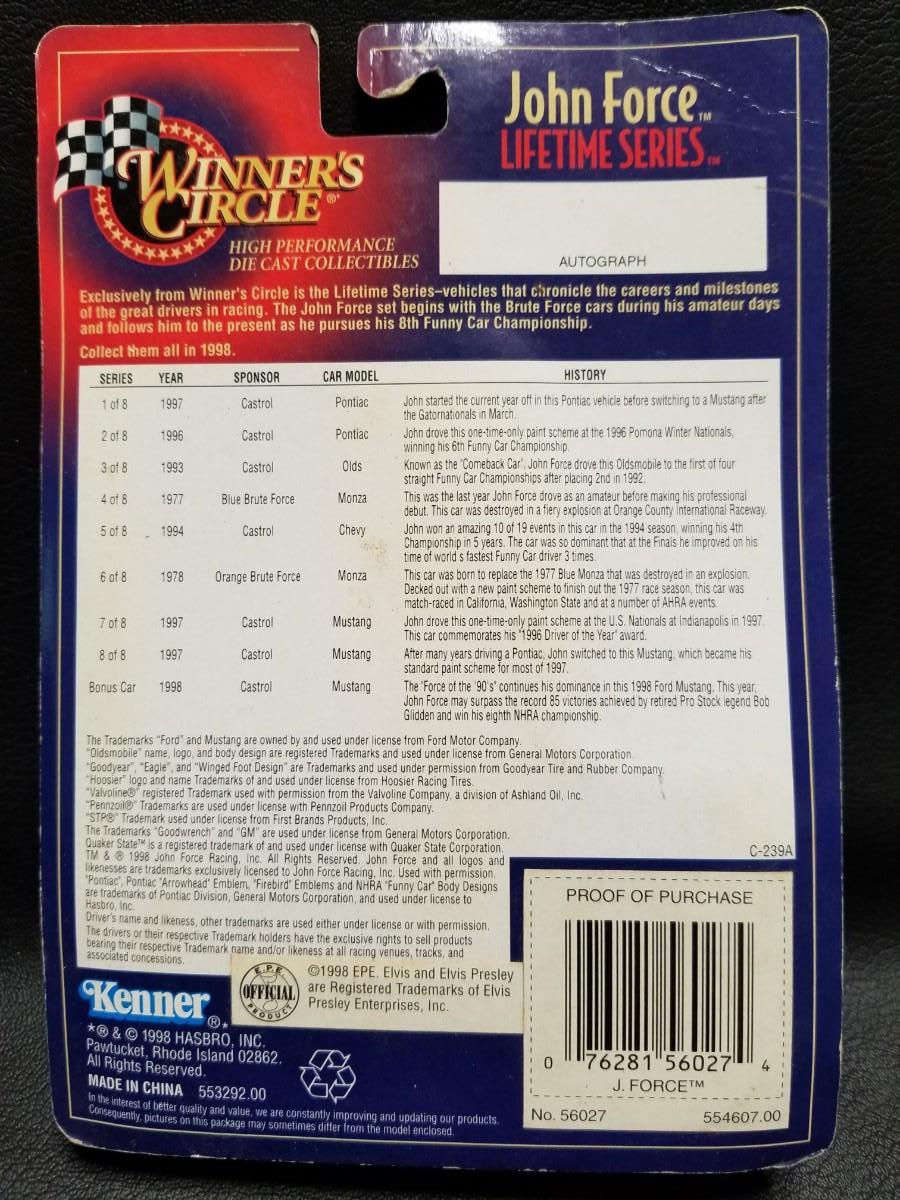 John Force™
LIFETIME SERIES™
WINNER'S
CIRCLE®*
HIGH PERFORMANCE
DIE CAST COLLECTIBLES
AUTOGRAPH
Exclusively from Winner's Circle is the Lifetime Series–vehicles that chronicle the careers and milestones
of the great drivers in racing. The John Force set begins with the Brute Force cars during his amateur days
and follows him to the present as he pursues his 8th Funny Car Championship.
Collect them all in 1998.
SERIES YEAR SPONSOR CAR MODEL HISTORY
1 of 8 1997 Castrol Pontiac John started the current year off in this Pontiac vehicle before switching to a Mustang after
the Gatornationals in March.
2 of 8 1996 Castrol Pontiac John drove this one-time-only paint scheme at the 1996 Pomona Winter Nationals,
winning his 6th Funny Car Championship.
3 of 8 1993 Castrol Olds Known as the "Comeback Car", John Force drove this Oldsmobile to the first of four
straight Funny Car Championships after placing 2nd in 1992.
4 of 8 1977 Blue Brute Force Monza This was the last year John Force drove as an amateur before making his professional
debut. This car was destroyed in a fiery explosion at Orange County International Raceway.
5 of 8 1994 Castrol Chevy John won an amazing 10 of 19 events in this car in the 1994 season, winning his 4th
Championship in 5 years. The car was so dominant that at the Finals he improved on his
time of world's fastest Funny Car driver 3 times.
6 of 8 1978 Orange Brute Force Monza This car was born to replace the 1977 Blue Monza that was destroyed in an explosion.
Decked out with a new paint scheme to finish out the 1977 race season, this car was
match-raced in California, Washington State and at a number of AHRA events.
7 of 8 1997 Castrol Mustang John drove this one-time-only paint scheme at the U.S. Nationals at Indianapolis in 1997.
This car commemorates his "1996 Driver of the Year" award.
8 of 8 1997 Castrol Mustang After many years driving a Pontiac, John switched to this Mustang, which became his
standard paint scheme for most of 1997.
Bonus Car 1998 Castrol Mustang The "Force of the '90's" continues his dominance in this 1998 Ford Mustang. This year,
John Force may surpass the record 85 victories achieved by retired Pro Stock legend Bob
Glidden and win his eighth NHRA championship.
The Trademarks "Ford" and Mustang are owned by and used under license from Ford Motor Company.
"Oldsmobile" name, logo, and body design are registered Trademarks and used under license from General Motors Corporation.
"Goodyear", "Eagle", and "Winged Foot Design" are Trademarks and used under permission from Goodyear Tire and Rubber Company.
"Hoosier" logo and name Trademarks of and used under license from Hoosier Racing Tires.
"Valvoline®" registered Trademark used with permission from the Valvoline Company, a division of Ashland Oil, Inc.
"Pennzoil®" Trademarks are used under license with Pennzoil Products Company.
"STP®" Trademark used under license from First Brands Products, Inc.
The Trademarks "Goodwrench" and "GM" are used under license from General Motors Corporation.
Quaker State™ is a registered trademark of and used under license with Quaker State Corporation.
TM & ® 1998 John Force Racing, Inc. All Rights Reserved. John Force and all logos and
likenesses are trademarks exclusively licensed to John Force Racing, Inc. Used with permission.
"Pontiac", Pontiac "Arrowhead" Emblem, "Firebird" Emblems and NHRA "Funny Car" Body Designs
are trademarks of Pontiac Division, General Motors Corporation, and used under license to
Hasbro, Inc.
Driver's name and likeness, other trademarks are used either under license or with permission.
The drivers or their respective Trademark holders have the exclusive rights to sell products
bearing their respective Trademark name and/or likeness at all racing venues, tracks, and
associated concessions.
C-239A
PROOF OF PURCHASE
0 76281 56027 4
J. FORCE™
No. 56027 554607.00
E.P.E.
OFFICIAL
PRODUCT
©1998 EPE. Elvis and Elvis Presley
are Registered Trademarks of Elvis
Presley Enterprises, Inc.
Kenner®*
*® & © 1998 HASBRO, INC.
Pawtucket, Rhode Island 02862.
All Rights Reserved.
MADE IN CHINA 553292.00
In the interest of better quality and value, we are constantly improving and updating our products.
Consequently, pictures on this package may sometimes differ from the model enclosed.